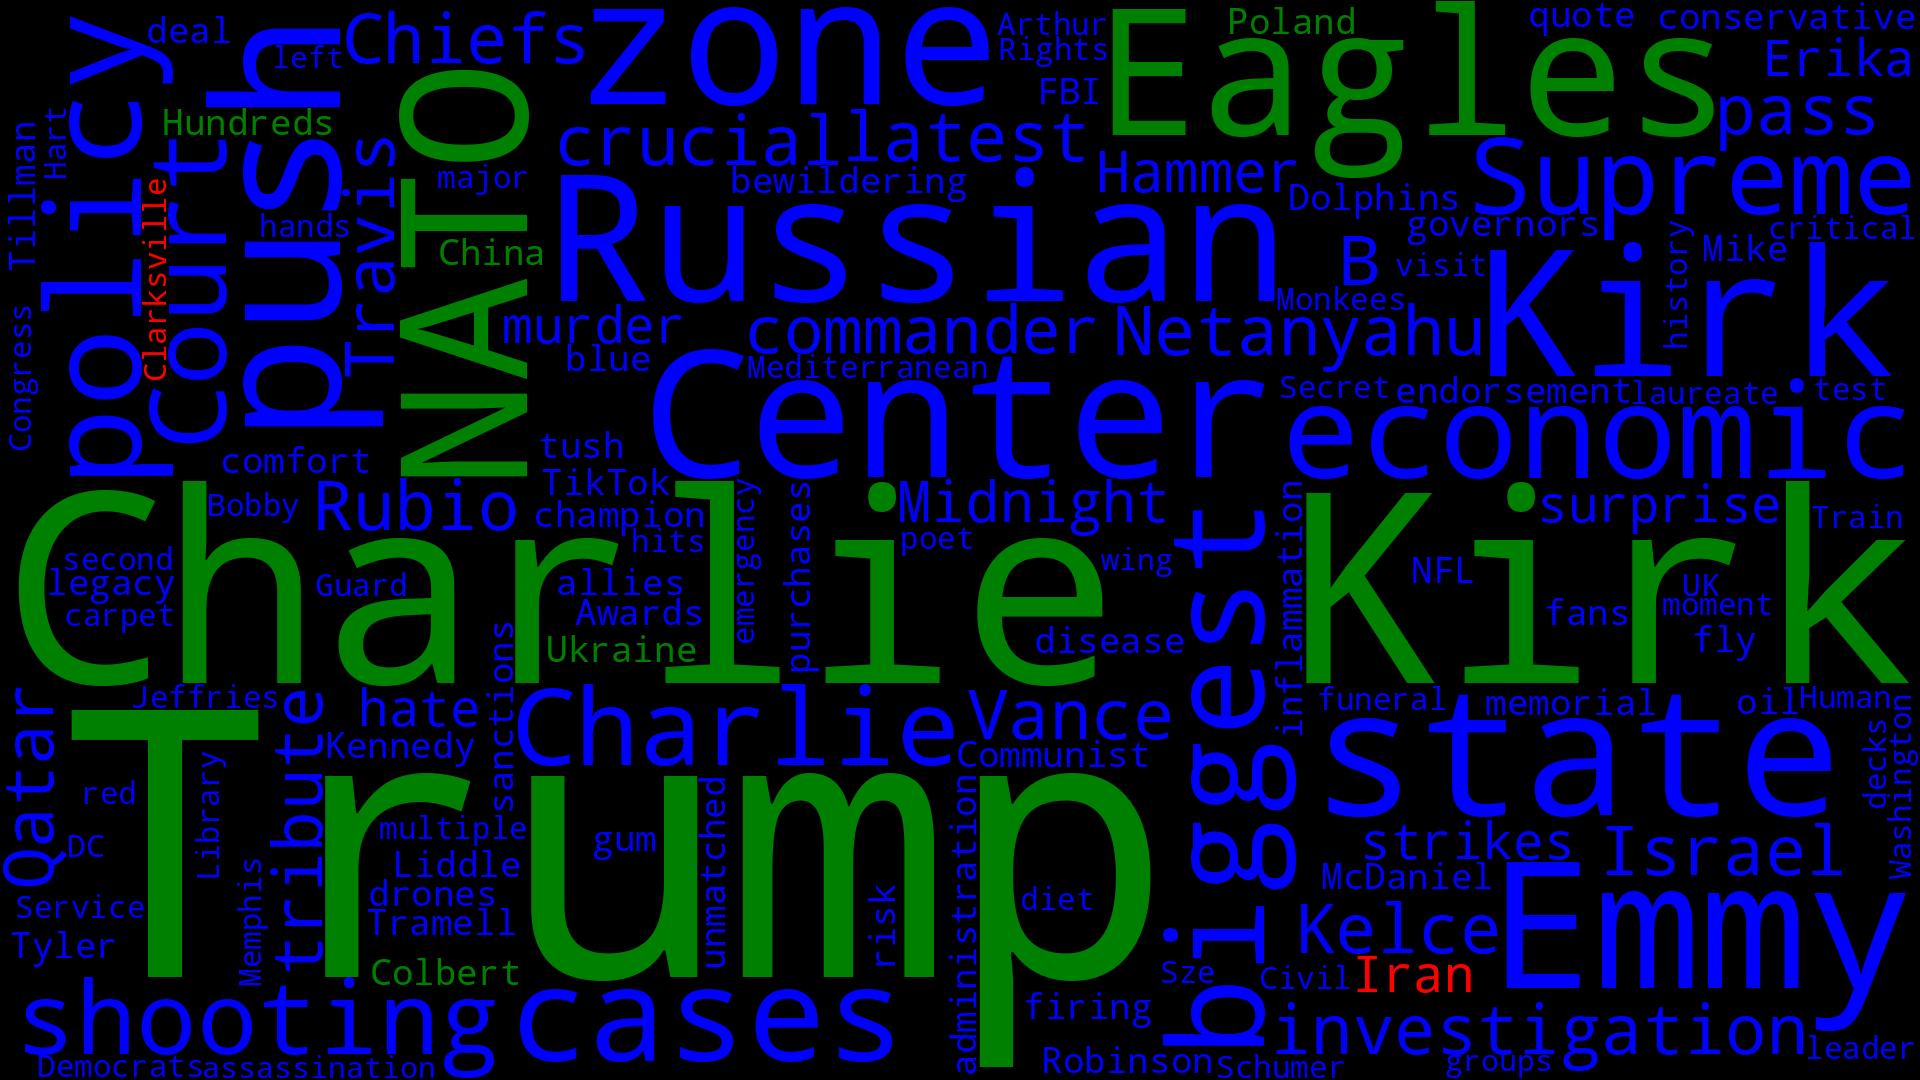 policy
deal
push
left
Chiefs
zone
Arthur
Rights
FBI
Eagles
Poland
quote
conservative
Erika
pass
Hundreds
Hart
Tillman
Court
Clarksville
hands
Travis
NATO
major
China
crucial
latest
bewildering
Hammer
Dolphins
Supreme
governors
critical
Russian
B
visit
history
Mike
Monkees
Kirk
murder
blue
commander
Netanyahu
Mediterranean
Congress
Center
Secret
endorsement
laureate
test
economic
comfort
tush
TikTok
Bobby
Rubio
champion
hits
emergency
purchases
Midnight
poet
wing
biggest
inflammation
surprise
Train
Charlie
Kirk
second
legacy
carpet
Guard
allies
Awards
Ukraine
disease
NFL
fans
UK
moment
fly
sanctions
Jeffries
Qatar
tribute
hate
Kennedy
Charlie
Vance
Communist
funeral
memorial
oil
Human
state
decks
Washington
Trump
red
Library
DC
multiple
Liddle
drones
Tramell
gum
unmatched
risk
administration
diet
strikes
Israel
McDaniel
Kelce
Emmy
Service
Tyler
Memphis
Colbert
Sze
Civil
Iran
shooting
cases
firing
investigation
Democrats
assassination
Robinson
Schumer
groups
leader